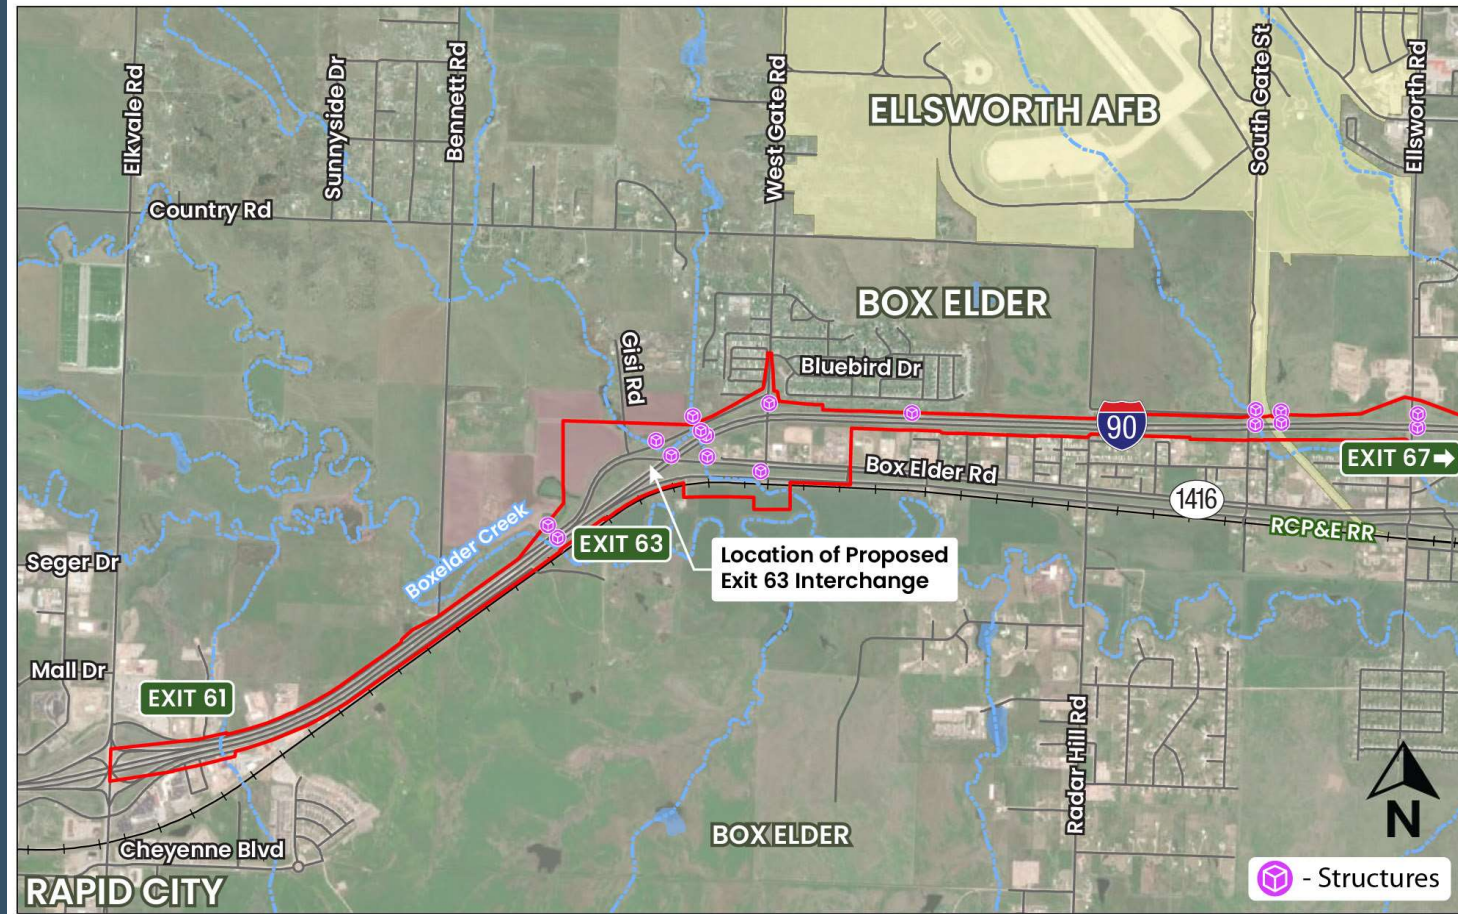 Elkvale Rd
Sunnyside Dr
Bennett Rd
West Gate Rd
ELLSWORTH AFB
South Gate St
Ellsworth Rd
Country Rd
BOX ELDER
Gisi Rd
Bluebird Dr
90
EXIT 67
Box Elder Rd
1416
RCP&E RR
Boxelder Creek
EXIT 63
Location of Proposed
Exit 63 Interchange
Seger Dr
Mall Dr
EXIT 61
Radar Hill Rd
N
BOX ELDER
Cheyenne Blvd
RAPID CITY
- Structures